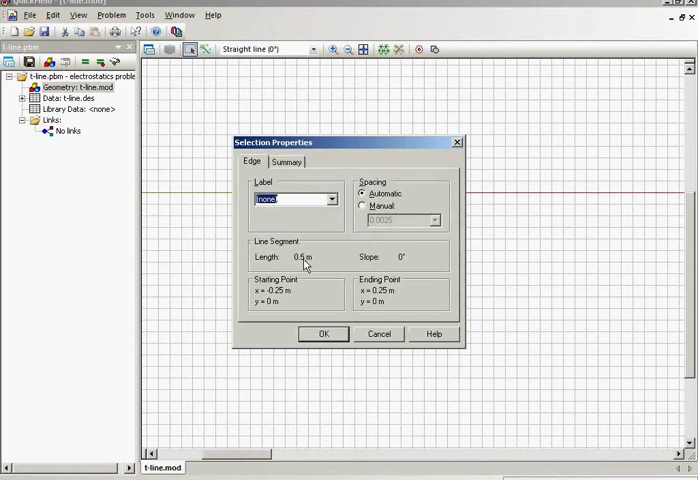 QuickField - [t-line.mod]
File Edit View Problem Tools Window Help
Straight line (0°)
t-line.pbm
t-line.pbm - electrostatics proble
Geometry: t-line.mod
Data: t-line.des
Library Data: <none>
Links:
No links
Selection Properties
Edge Summary
Label
(none)
Spacing
Automatic
Manual:
0.0025
Line Segment
Length: 0.5 m Slope: 0°
Starting Point
x = -0.25 m
y = 0 m
Ending Point
x = 0.25 m
y = 0 m
OK Cancel Help
t-line.mod